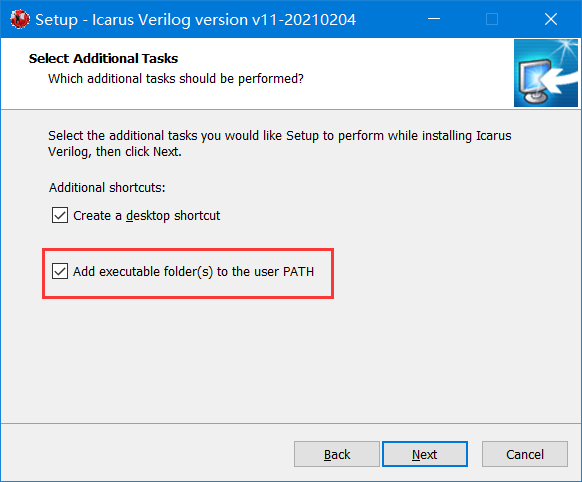 Setup - Icarus Verilog version v11-20210204
Select Additional Tasks
Which additional tasks should be performed?
Select the additional tasks you would like Setup to perform while installing Icarus
Verilog, then click Next.
Additional shortcuts:
Create a desktop shortcut
Add executable folder(s) to the user PATH
Back
Next
Cancel